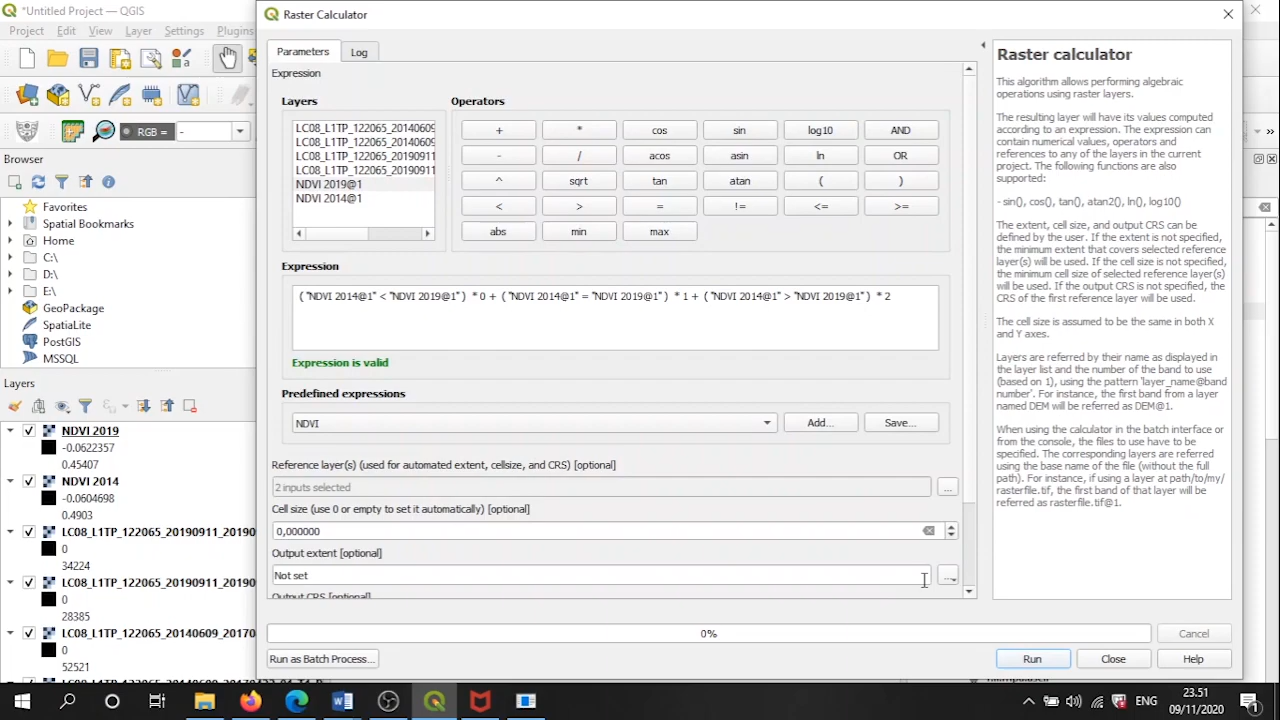 *Untitled Project — QGIS
Project Edit View Layer Settings Plugins
RGB = -
Browser
Favorites
Spatial Bookmarks
Home
C:\
D:\
E:\
GeoPackage
SpatiaLite
PostGIS
MSSQL
Layers
NDVI 2019
-0.0622357
0.45407
NDVI 2014
-0.0604698
0.4903
LC08_L1TP_122065_20190911_20190
0
34224
LC08_L1TP_122065_20190911_20190
0
28385
LC08_L1TP_122065_20140609_20170
0
52521
Raster Calculator
Parameters Log
Expression
Layers
LC08_L1TP_122065_20140609
LC08_L1TP_122065_20140609
LC08_L1TP_122065_20190911
LC08_L1TP_122065_20190911
NDVI 2019@1
NDVI 2014@1
Operators
+ * cos sin log10 AND
- / acos asin ln OR
^ sqrt tan atan ( )
< > = != <= >=
abs min max
Expression
( "NDVI 2014@1" < "NDVI 2019@1" ) * 0 + ( "NDVI 2014@1" = "NDVI 2019@1" ) * 1 + ( "NDVI 2014@1" > "NDVI 2019@1" ) * 2
Expression is valid
Predefined expressions
NDVI Add... Save...
Reference layer(s) (used for automated extent, cellsize, and CRS) [optional]
2 inputs selected ...
Cell size (use 0 or empty to set it automatically) [optional]
0,000000
Output extent [optional]
Not set ...
Output CRS [optional]
0% Cancel
Run as Batch Process... Run Close Help
Raster calculator
This algorithm allows performing algebraic
operations using raster layers.
The resulting layer will have its values computed
according to an expression. The expression can
contain numerical values, operators and
references to any of the layers in the current
project. The following functions are also
supported:
- sin(), cos(), tan(), atan2(), ln(), log10()
The extent, cell size, and output CRS can be
defined by the user. If the extent is not specified,
the minimum extent that covers selected reference
layer(s) will be used. If the cell size is not specified,
the minimum cell size of selected reference layer(s)
will be used. If the output CRS is not specified, the
CRS of the first reference layer will be used.
The cell size is assumed to be the same in both X
and Y axes.
Layers are referred by their name as displayed in
the layer list and the number of the band to use
(based on 1), using the pattern 'layer_name@band
number'. For instance, the first band from a layer
named DEM will be referred as DEM@1.
When using the calculator in the batch interface or
from the console, the files to use have to be
specified. The corresponding layers are referred
using the base name of the file (without the full
path). For instance, if using a layer at path/to/my/
rasterfile.tif, the first band of that layer will be
referred as rasterfile.tif@1.
ENG
23.51
09/11/2020
1